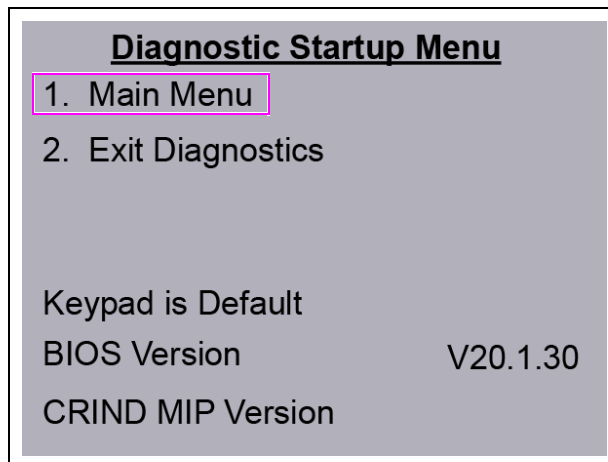 Diagnostic Startup Menu
1. Main Menu
2. Exit Diagnostics
Keypad is Default
BIOS Version V20.1.30
CRIND MIP Version